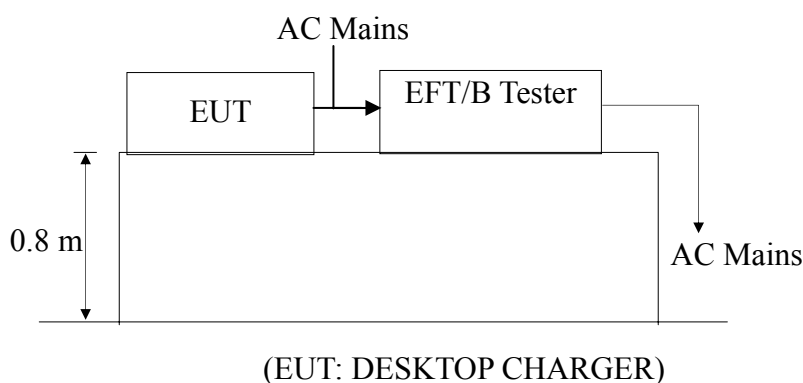 AC Mains
EUT
EFT/B Tester
0.8 m
AC Mains
(EUT: DESKTOP CHARGER)